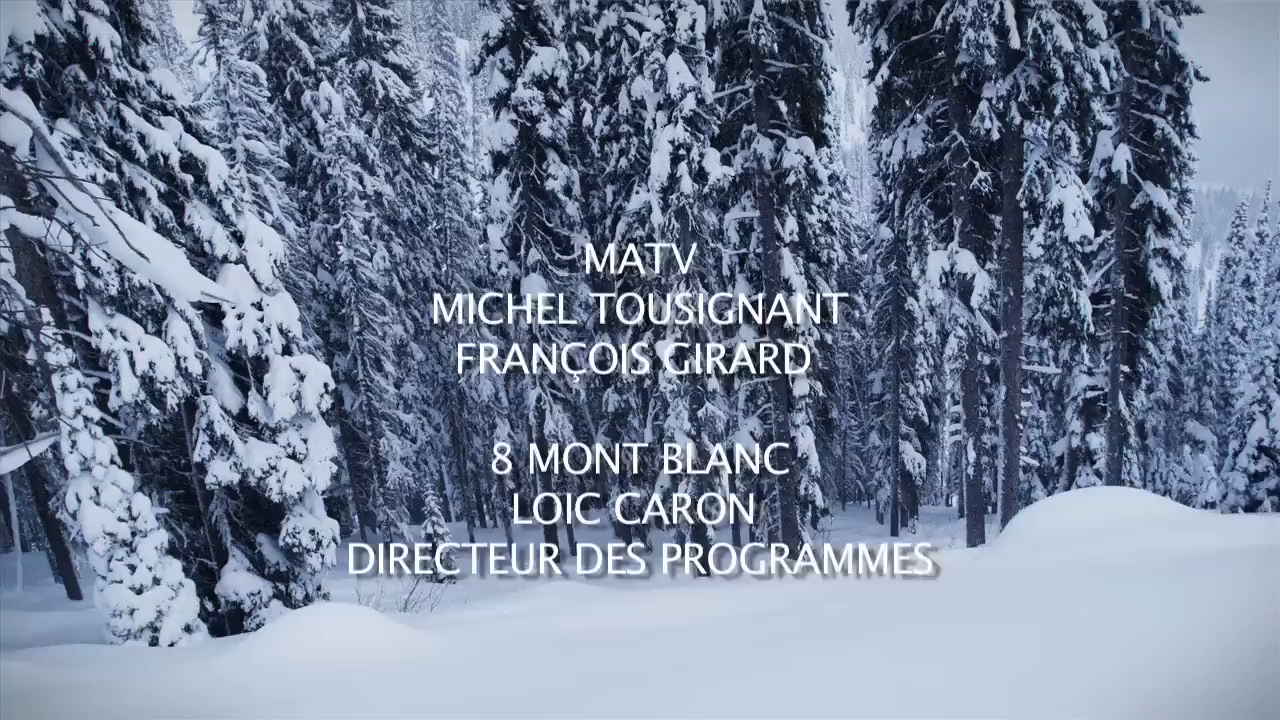 MATV
MICHEL TOUSIGNANT
FRANÇOIS GIRARD
8 MONT BLANC
LOIC CARON
DIRECTEUR DES PROGRAMMES